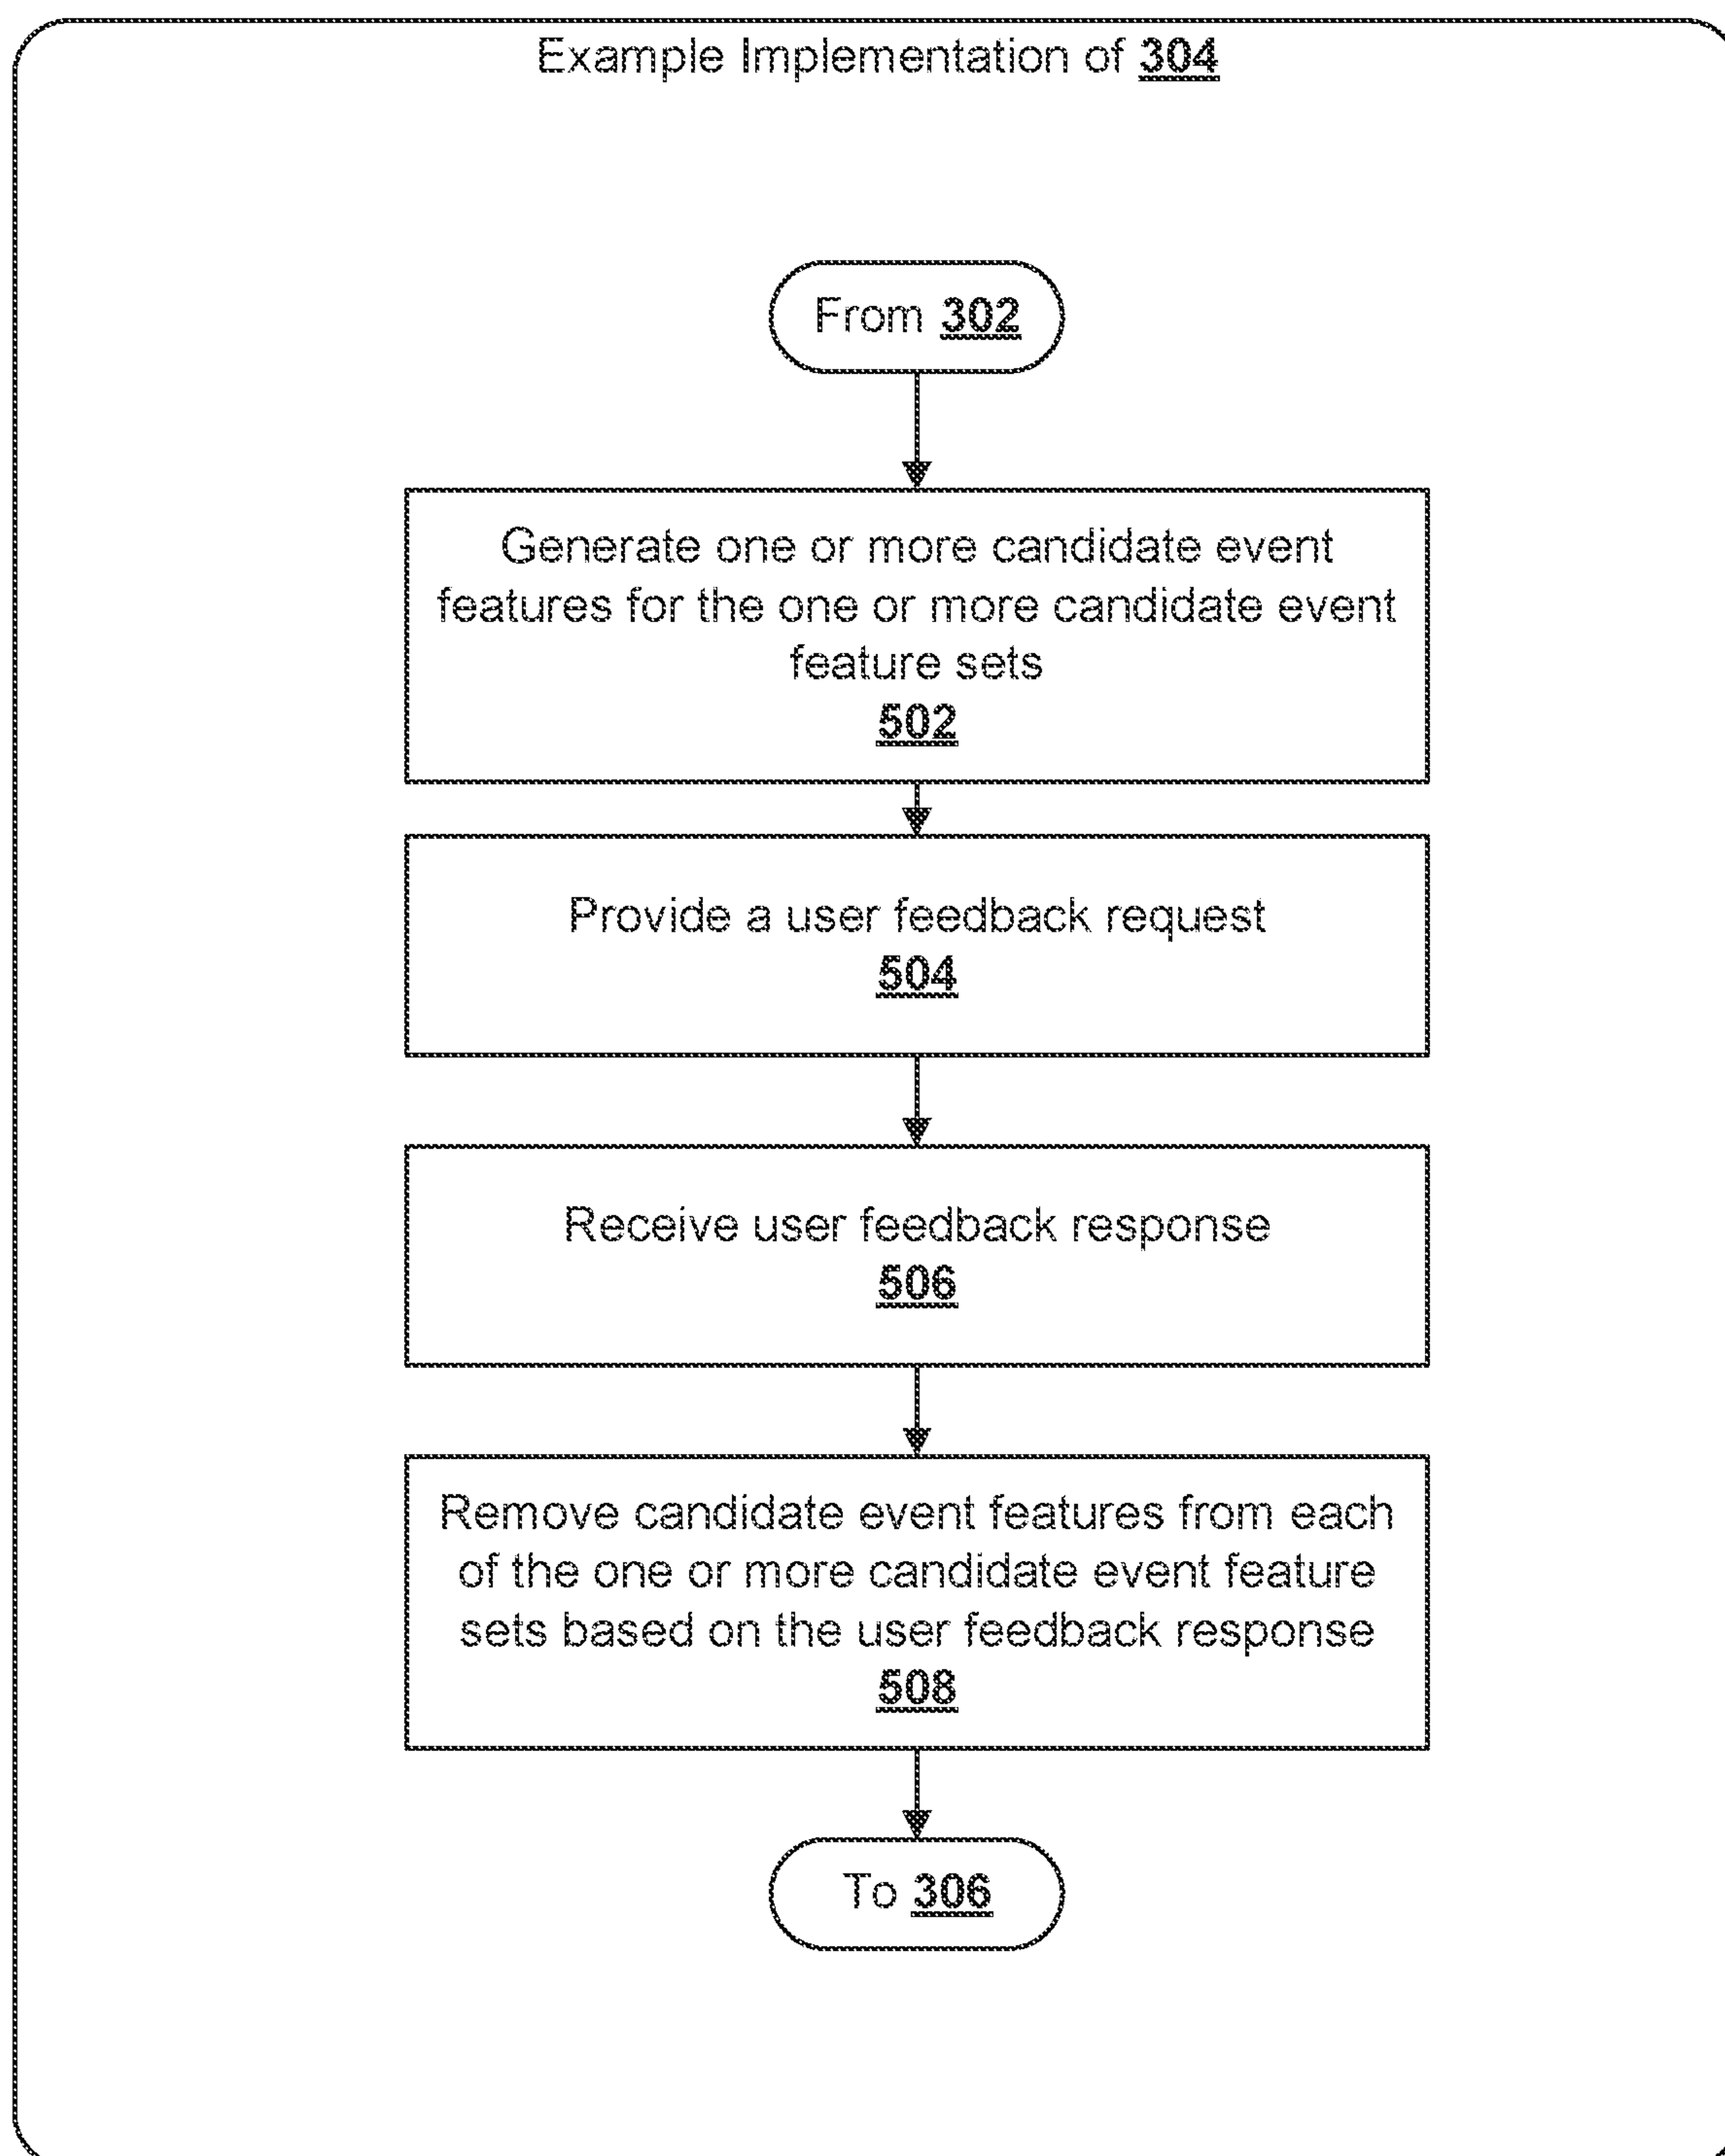 Example Implementation of 304
From 302
Generate one or more candidate event
features for the one or more candidate event
feature sets
502
Provide a user feedback request
504
Receive user feedback response
506
Remove candidate event features from each
of the one or more candidate event feature
sets based on the user feedback response
508
To 306